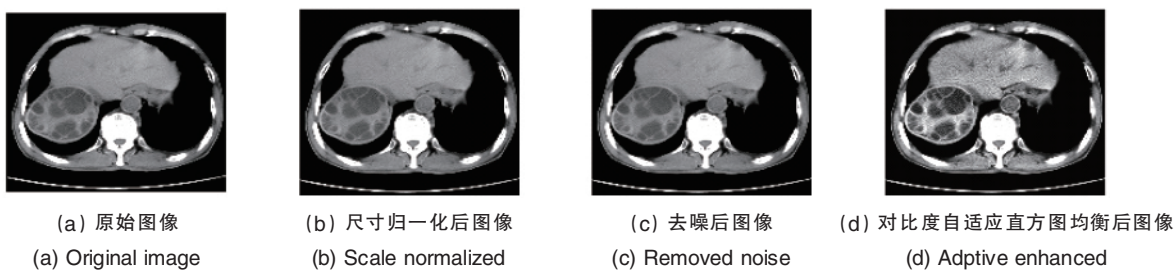 (a) 原始图像
(b) 尺寸归一化后图像
(c) 去噪后图像
(d) 对比度自适应直方图均衡后图像
(a) Original image
(b) Scale normalized
(c) Removed noise
(d) Adptive enhanced